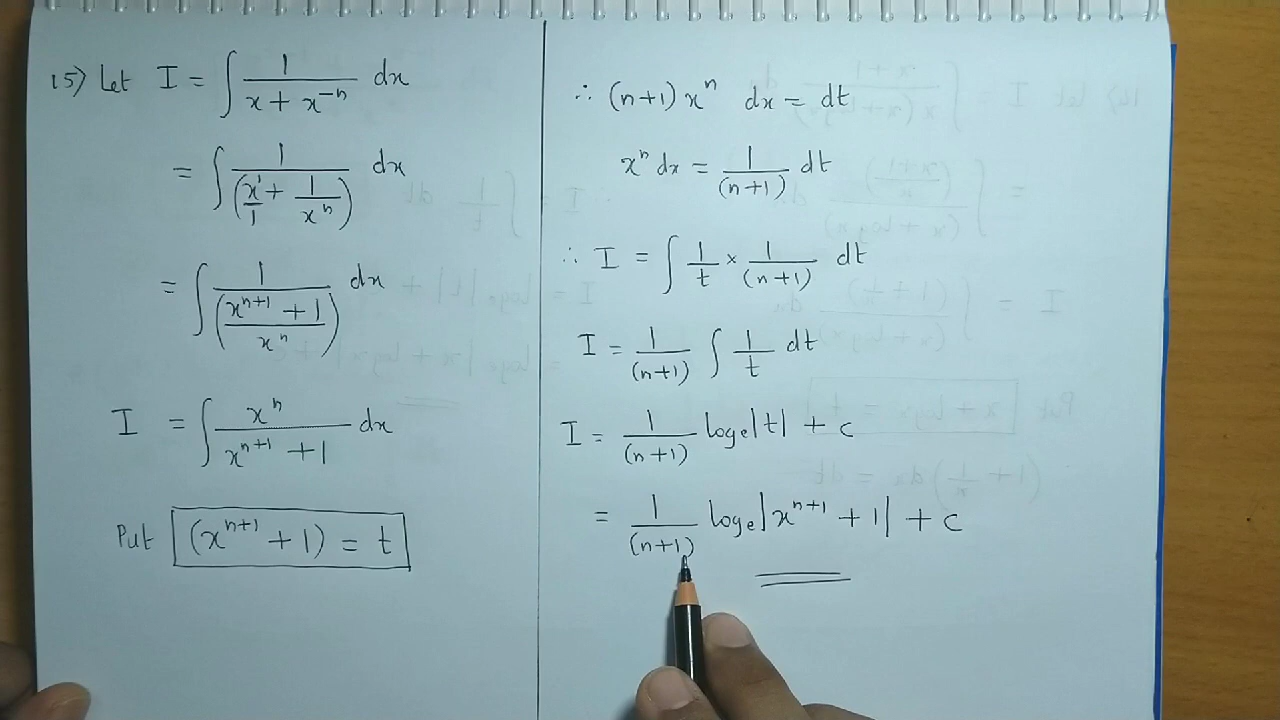 15) Let I = ∫ 1/(x + x^-n) dx
= ∫ 1/(x^1/1 + 1/x^n) dx
= ∫ 1/((x^n+1 + 1)/x^n) dx
I = ∫ x^n/(x^n+1 + 1) dx
Put (x^n+1 + 1) = t
∴ (n+1) x^n dx = dt
x^n dx = 1/(n+1) dt
∴ I = ∫ 1/t × 1/(n+1) dt
I = 1/(n+1) ∫ 1/t dt
I = 1/(n+1) loge|t| + c
= 1/(n+1) loge|x^n+1 + 1| + c